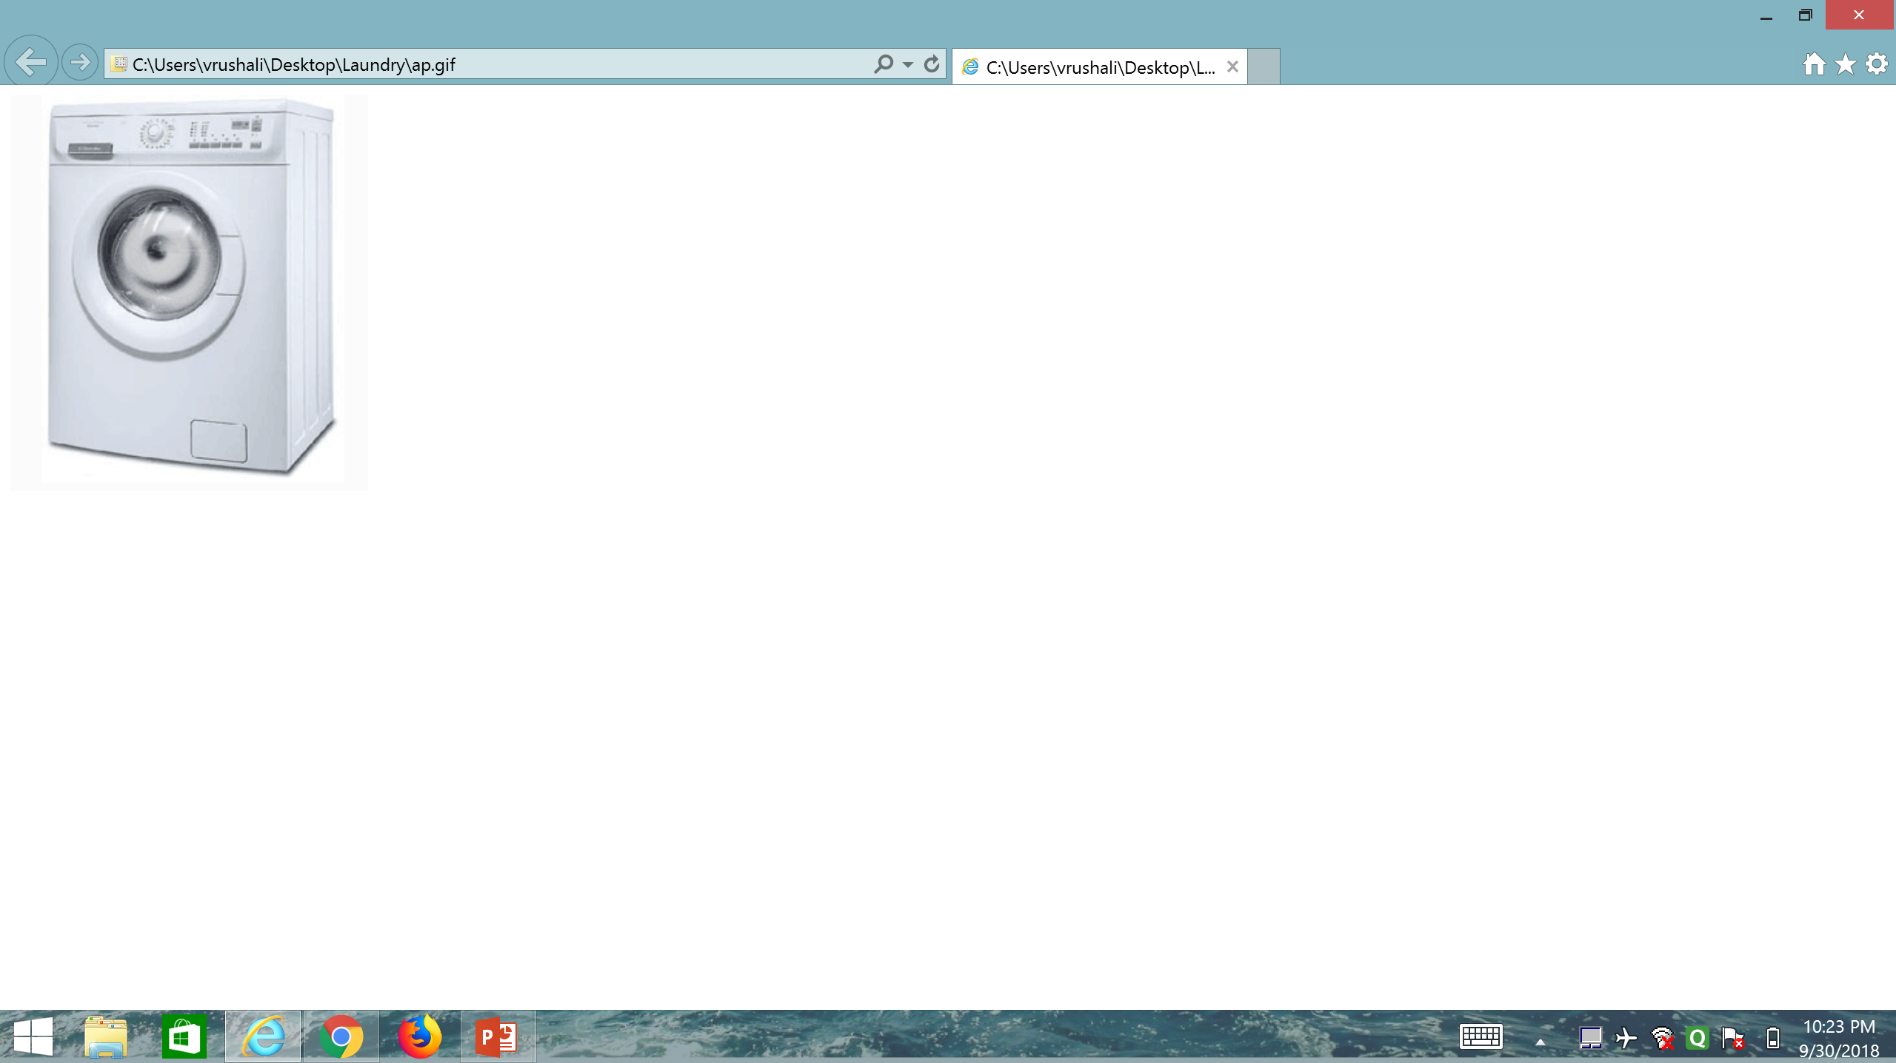 C:\Users\vrushali\Desktop\Laundry\ap.gif
C:\Users\vrushali\Desktop\L...
10:23 PM
9/30/2018